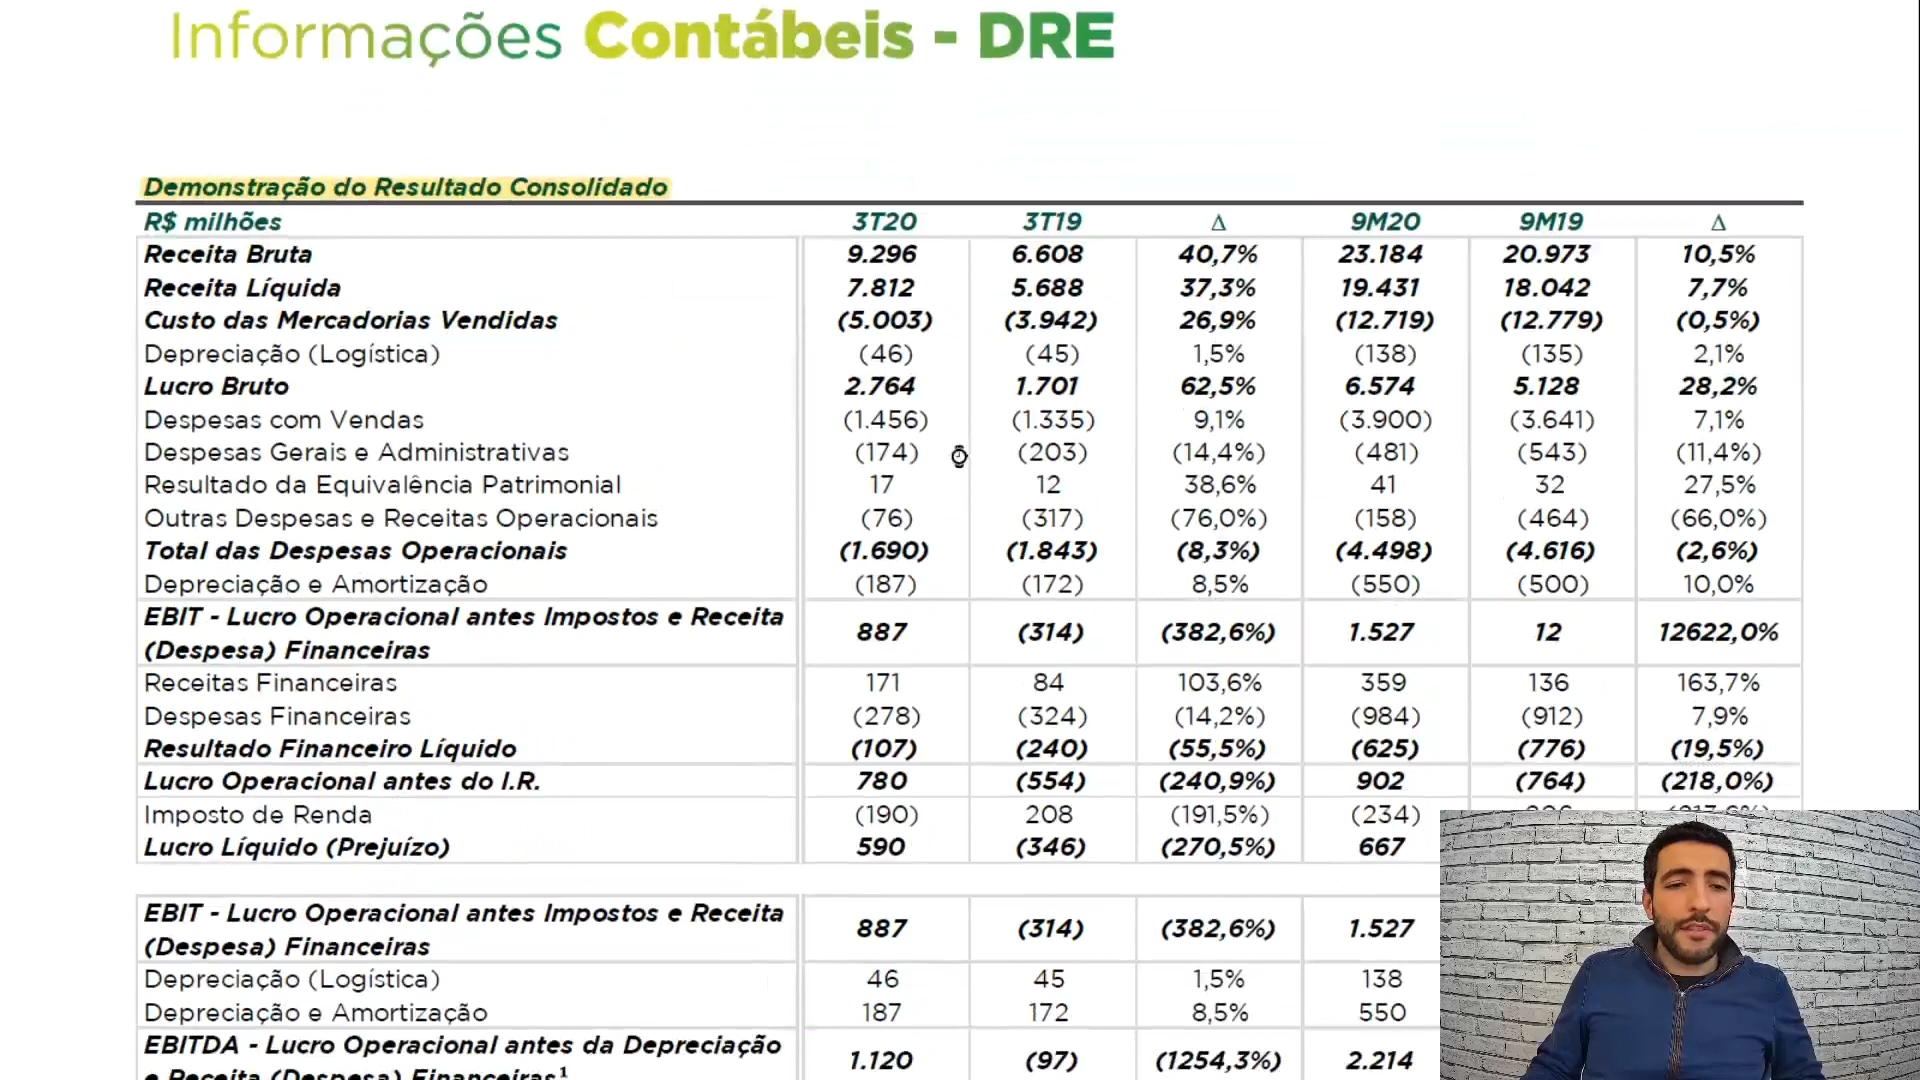 Informações Contábeis - DRE
Demonstração do Resultado Consolidado
R$ milhões 3T20 3T19 Δ 9M20 9M19 Δ
Receita Bruta 9.296 6.608 40,7% 23.184 20.973 10,5%
Receita Líquida 7.812 5.688 37,3% 19.431 18.042 7,7%
Custo das Mercadorias Vendidas (5.003) (3.942) 26,9% (12.719) (12.779) (0,5%)
Depreciação (Logística) (46) (45) 1,5% (138) (135) 2,1%
Lucro Bruto 2.764 1.701 62,5% 6.574 5.128 28,2%
Despesas com Vendas (1.456) (1.335) 9,1% (3.900) (3.641) 7,1%
Despesas Gerais e Administrativas (174) (203) (14,4%) (481) (543) (11,4%)
Resultado da Equivalência Patrimonial 17 12 38,6% 41 32 27,5%
Outras Despesas e Receitas Operacionais (76) (317) (76,0%) (158) (464) (66,0%)
Total das Despesas Operacionais (1.690) (1.843) (8,3%) (4.498) (4.616) (2,6%)
Depreciação e Amortização (187) (172) 8,5% (550) (500) 10,0%
EBIT - Lucro Operacional antes Impostos e Receita
(Despesa) Financeiras 887 (314) (382,6%) 1.527 12 12622,0%
Receitas Financeiras 171 84 103,6% 359 136 163,7%
Despesas Financeiras (278) (324) (14,2%) (984) (912) 7,9%
Resultado Financeiro Líquido (107) (240) (55,5%) (625) (776) (19,5%)
Lucro Operacional antes do I.R. 780 (554) (240,9%) 902 (764) (218,0%)
Imposto de Renda (190) 208 (191,5%) (234)
Lucro Líquido (Prejuízo) 590 (346) (270,5%) 667
EBIT - Lucro Operacional antes Impostos e Receita
(Despesa) Financeiras 887 (314) (382,6%) 1.527
Depreciação (Logística) 46 45 1,5% 138
Depreciação e Amortização 187 172 8,5% 550
EBITDA - Lucro Operacional antes da Depreciação
e Receita (Despesa) Financeiras¹ 1.120 (97) (1254,3%) 2.214